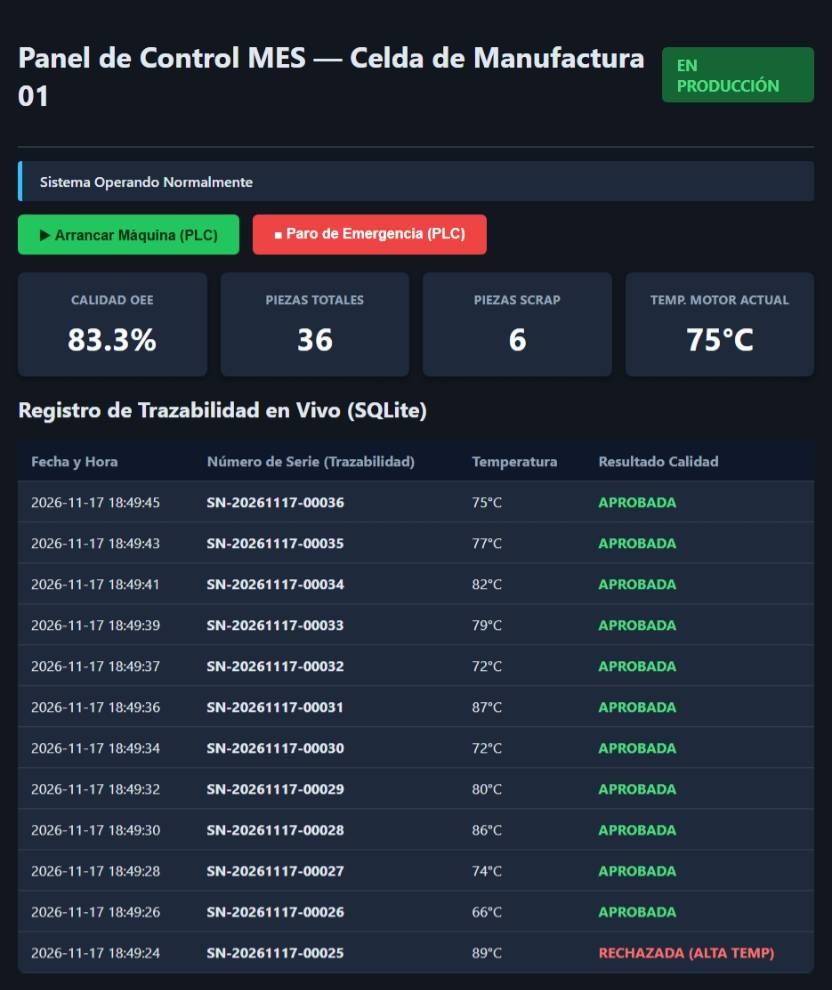 Panel de Control MES — Celda de Manufactura
01
EN
PRODUCCIÓN
Sistema Operando Normalmente
▶ Arrancar Máquina (PLC)
■ Paro de Emergencia (PLC)
CALIDAD OEE
83.3%
PIEZAS TOTALES
36
PIEZAS SCRAP
6
TEMP. MOTOR ACTUAL
75°C
Registro de Trazabilidad en Vivo (SQLite)
Fecha y Hora Número de Serie (Trazabilidad) Temperatura Resultado Calidad
2026-11-17 18:49:45 SN-20261117-00036 75°C APROBADA
2026-11-17 18:49:43 SN-20261117-00035 77°C APROBADA
2026-11-17 18:49:41 SN-20261117-00034 82°C APROBADA
2026-11-17 18:49:39 SN-20261117-00033 79°C APROBADA
2026-11-17 18:49:37 SN-20261117-00032 72°C APROBADA
2026-11-17 18:49:36 SN-20261117-00031 87°C APROBADA
2026-11-17 18:49:34 SN-20261117-00030 72°C APROBADA
2026-11-17 18:49:32 SN-20261117-00029 80°C APROBADA
2026-11-17 18:49:30 SN-20261117-00028 86°C APROBADA
2026-11-17 18:49:28 SN-20261117-00027 74°C APROBADA
2026-11-17 18:49:26 SN-20261117-00026 66°C APROBADA
2026-11-17 18:49:24 SN-20261117-00025 89°C RECHAZADA (ALTA TEMP)